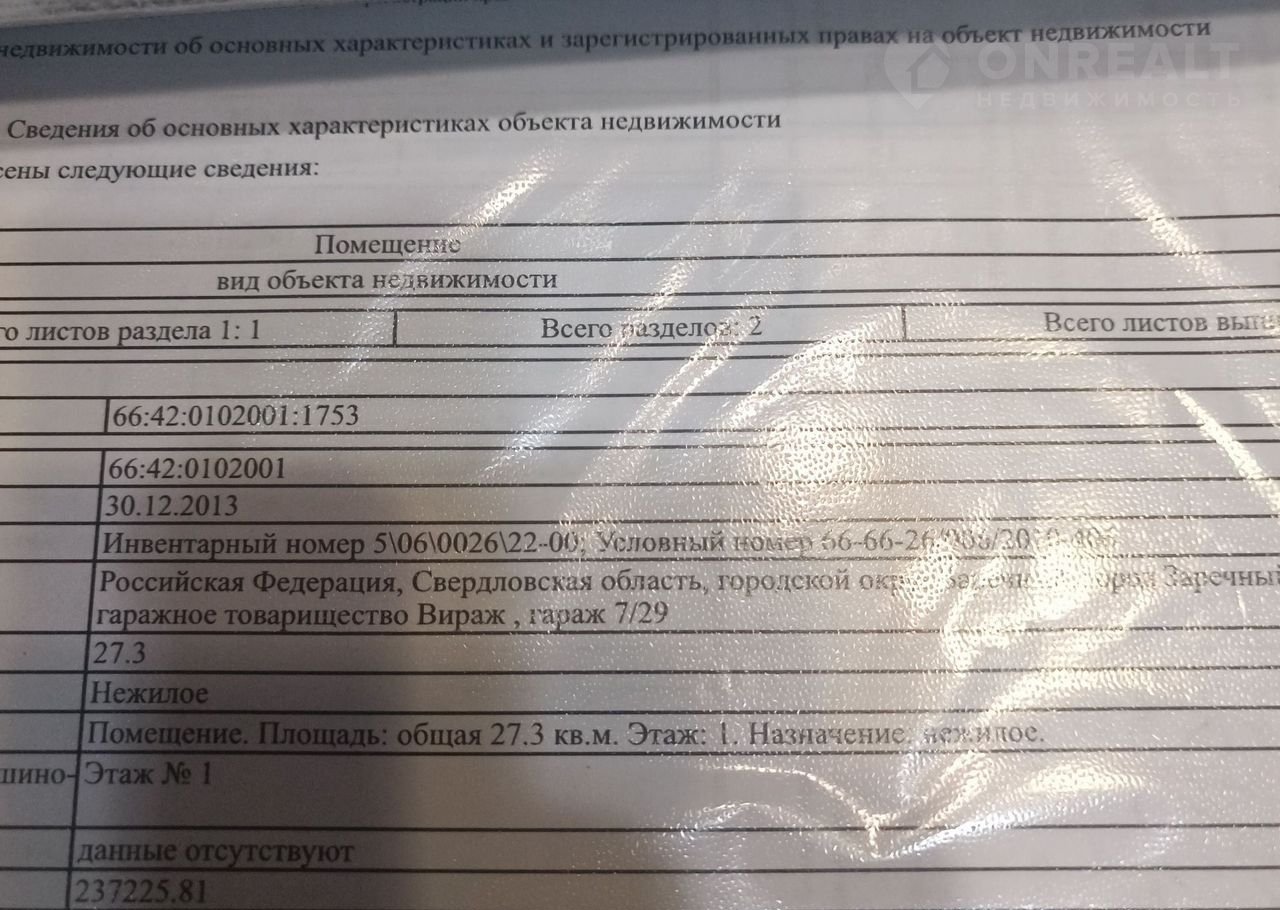 недвижимости об основных характеристиках и зарегистрированных правах на объект недвижимости
ONREALT
НЕДВИЖИМОСТЬ
Сведения об основных характеристиках объекта недвижимости
сены следующие сведения:
Помещение
вид объекта недвижимости
го листов раздела 1: 1
Всего разделов: 2
Всего листов вып
66:42:0102001:1753
66:42:0102001
30.12.2013
Инвентарный номер 5\06\0026\22-00; Условный номер
Российская Федерация, Свердловская область, городской Заречный
гаражное товарищество Вираж , гараж 7/29
27.3
Нежилое
Помещение. Площадь: общая 27.3 кв.м. Этаж: 1. Назначение: нежилое.
шино-
Этаж № 1
данные отсутствуют
237225.81